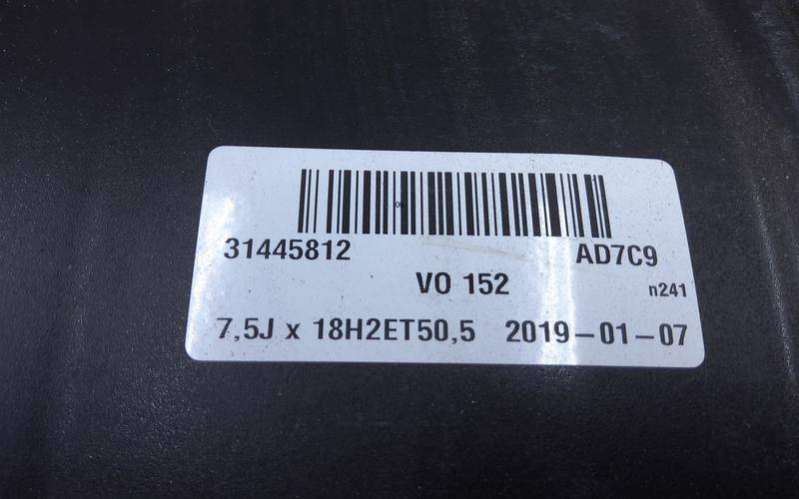 31445812 AD7C9
VO 152 n241
7,5J x 18H2ET50,5 2019-01-07